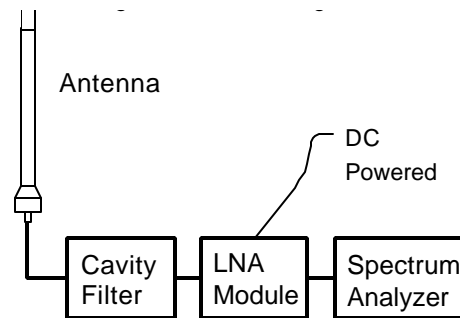 Antenna
DC
Powered
Cavity
Filter
LNA
Module
Spectrum
Analyzer